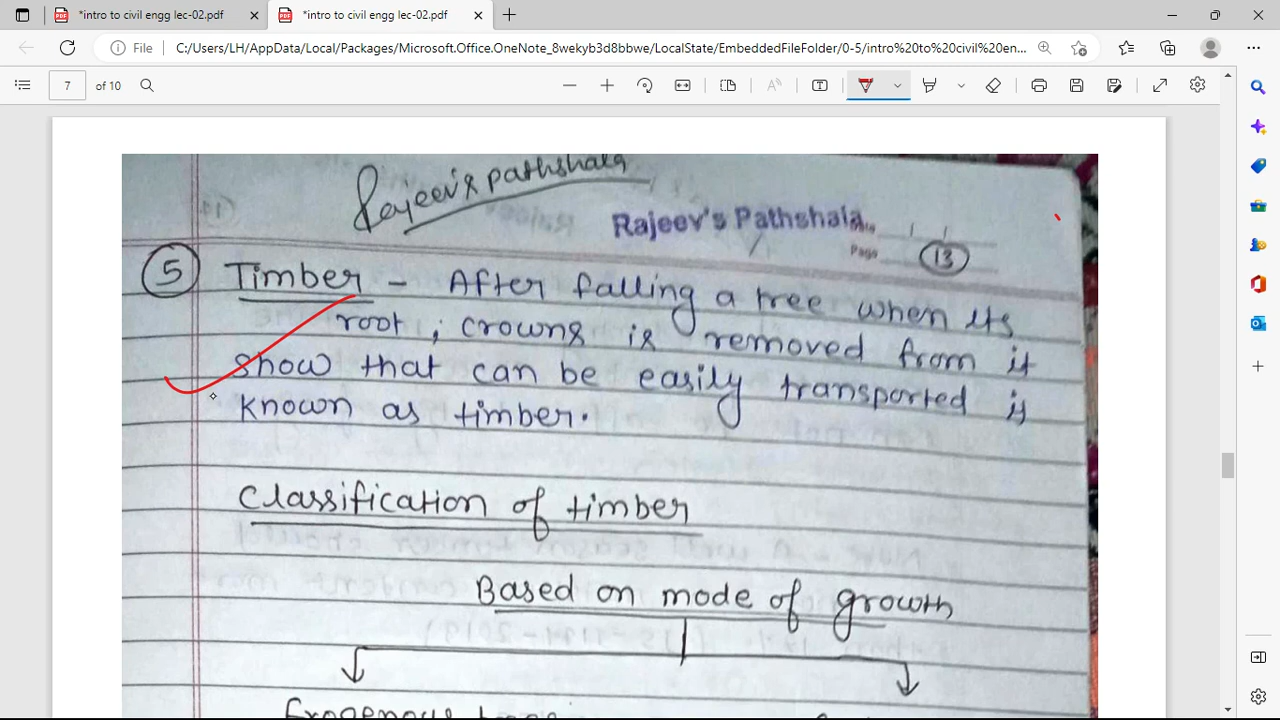 *intro to civil engg lec-02.pdf
*intro to civil engg lec-02.pdf
File
C:/Users/LH/AppData/Local/Packages/Microsoft.Office.OneNote_8wekyb3d8bbwe/LocalState/EmbeddedFileFolder/0-5/intro%20to%20civil%20en...
7 of 10
Rajeev's pathshala
Rajeev's Pathshala
Page 13
5 Timber - After falling a tree when its
root, crowns is removed from it
show that can be easily transported is
known as timber.
Classification of timber
Based on mode of growth